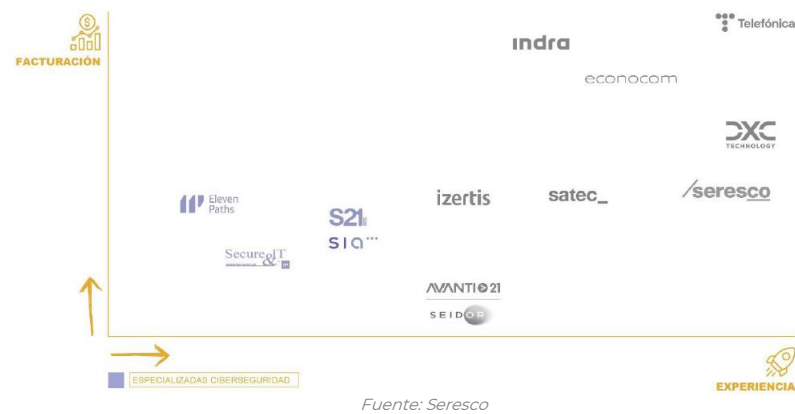 Telefónica
indra
FACTURACIÓN
econocom
DXC
TECHNOLOGY
Eleven
Paths
izertis
satec_
seresco
S21
sia
Secure&IT
AVANTI21
SEIDOR
ESPECIALIZADAS CIBERSEGURIDAD
EXPERIENCIA
Fuente: Seresco